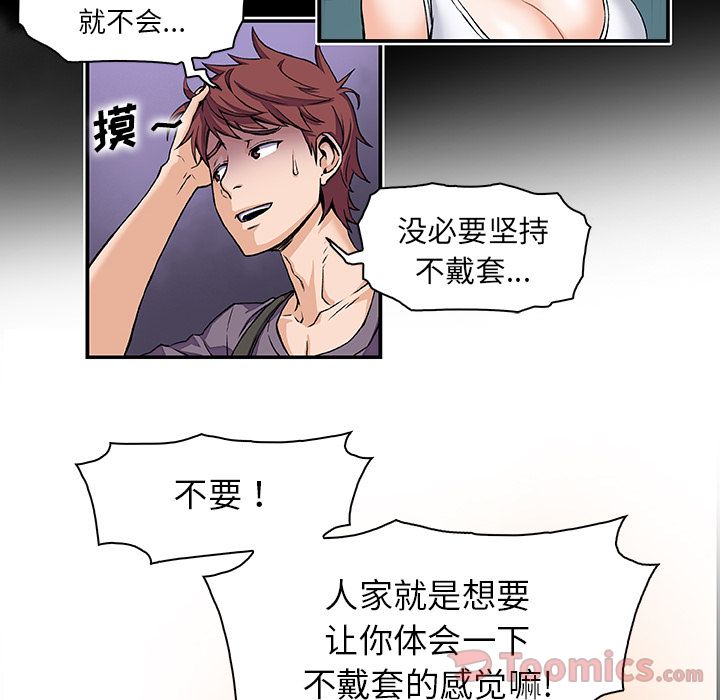 就不会...
摸～
没必要坚持
不戴套...
不要！
人家就是想要
让你体会一下
不戴套的感觉嘛!
Toomics.com